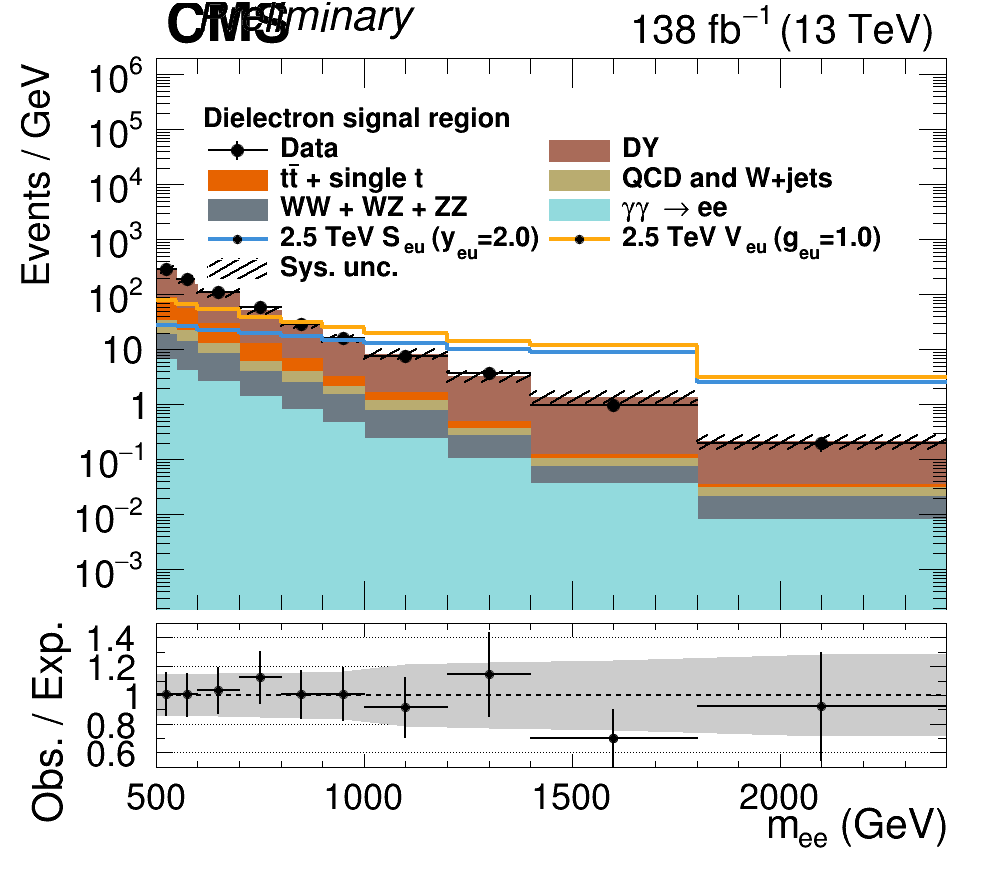 CMS Preliminary 138 fb⁻¹ (13 TeV)
Events / GeV
10⁶
10⁵
10⁴
10³
10²
10
1
10⁻¹
10⁻²
10⁻³
Dielectron signal region
Data DY
tt̄ + single t QCD and W+jets
WW + WZ + ZZ γγ → ee
2.5 TeV S_eu (y_eu=2.0) 2.5 TeV V_eu (g_eu=1.0)
Sys. unc.
Obs. / Exp.
1.4
1.2
1
0.8
0.6
500 1000 1500 2000
m_ee (GeV)